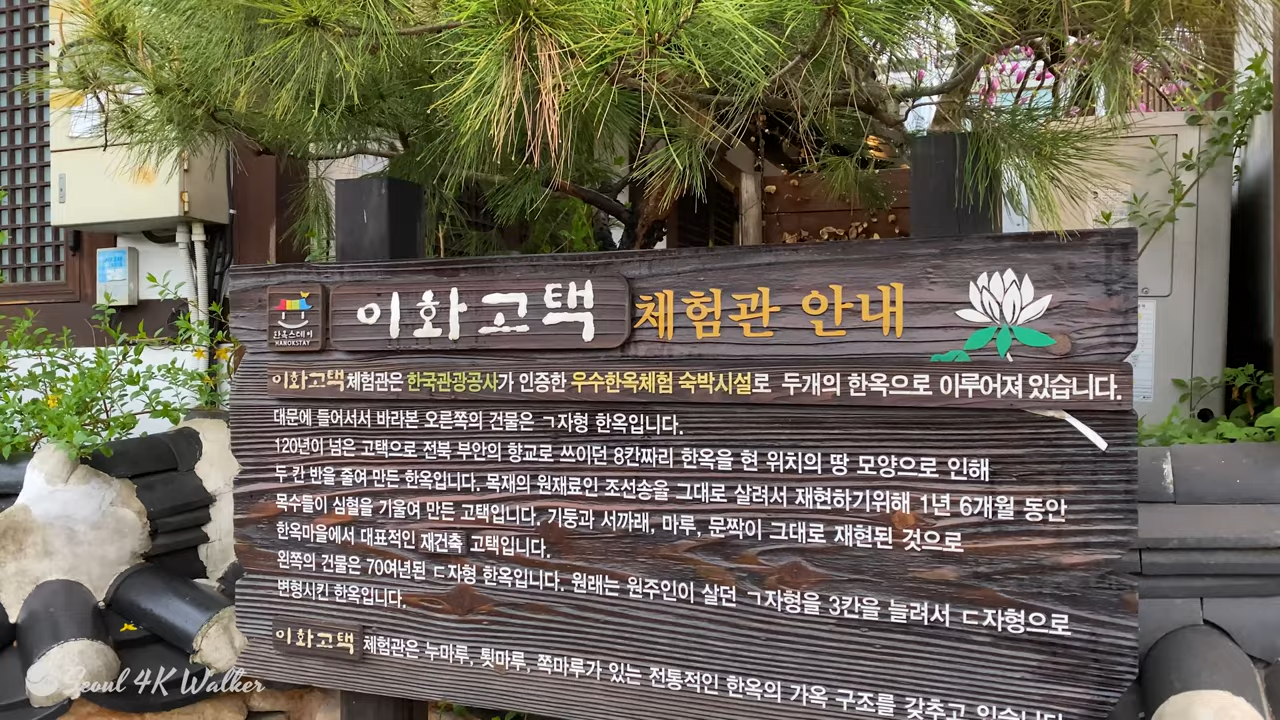 한옥스테이
HANOKSTAY
이화고택 체험관 안내
이화고택 체험관은 한국관광공사가 인증한 우수한옥체험 숙박시설로 두개의 한옥으로 이루어져 있습니다.
대문에 들어서서 바라본 오른쪽의 건물은 ㄱ자형 한옥입니다.
120년이 넘은 고택으로 전북 부안의 향교로 쓰이던 8칸짜리 한옥을 현 위치의 땅 모양으로 인해
두 칸 반을 줄여 만든 한옥입니다. 목재의 원재료인 조선송을 그대로 살려서 재현하기위해 1년 6개월 동안
목수들이 심혈을 기울여 만든 고택입니다. 기둥과 서까래, 마루, 문짝이 그대로 재현된 것으로
한옥마을에서 대표적인 재건축 고택입니다.
왼쪽의 건물은 70여년된 ㄷ자형 한옥입니다. 원래는 원주인이 살던 ㄱ자형을 3칸을 늘려서 ㄷ자형으로
변형시킨 한옥입니다.
이화고택 체험관은 누마루, 툇마루, 쪽마루가 있는 전통적인 한옥의 가옥 구조를 갖추고 있습니다.
Seoul 4K Walker